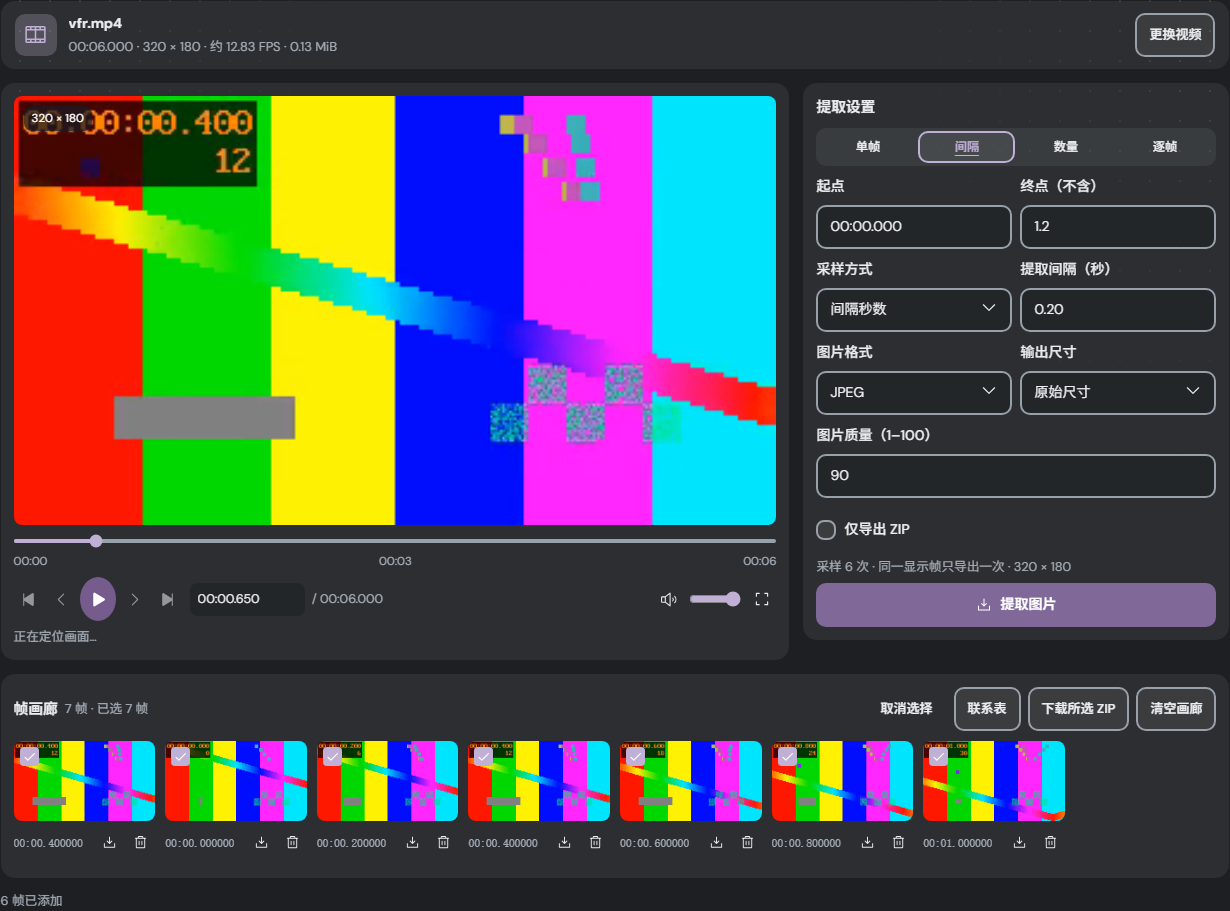 vfr.mp4
00:06.000 · 320 × 180 · 约 12.83 FPS · 0.13 MiB
更换视频
320 × 180
:00:00.400
12
00:00
00:03
00:06
00:00.650
/ 00:06.000
正在定位画面…
提取设置
单帧
间隔
数量
逐帧
起点
终点（不含）
00:00.000
1.2
采样方式
提取间隔（秒）
间隔秒数
0.20
图片格式
输出尺寸
JPEG
原始尺寸
图片质量（1–100）
90
仅导出 ZIP
采样 6 次 · 同一显示帧只导出一次 · 320 × 180
提取图片
帧画廊 7 帧 · 已选 7 帧
取消选择
联系表
下载所选 ZIP
清空画廊
00:00.400000
00:00.000000
00:00.200000
00:00.400000
00:00.600000
00:00.800000
00:01.000000
6 帧已添加